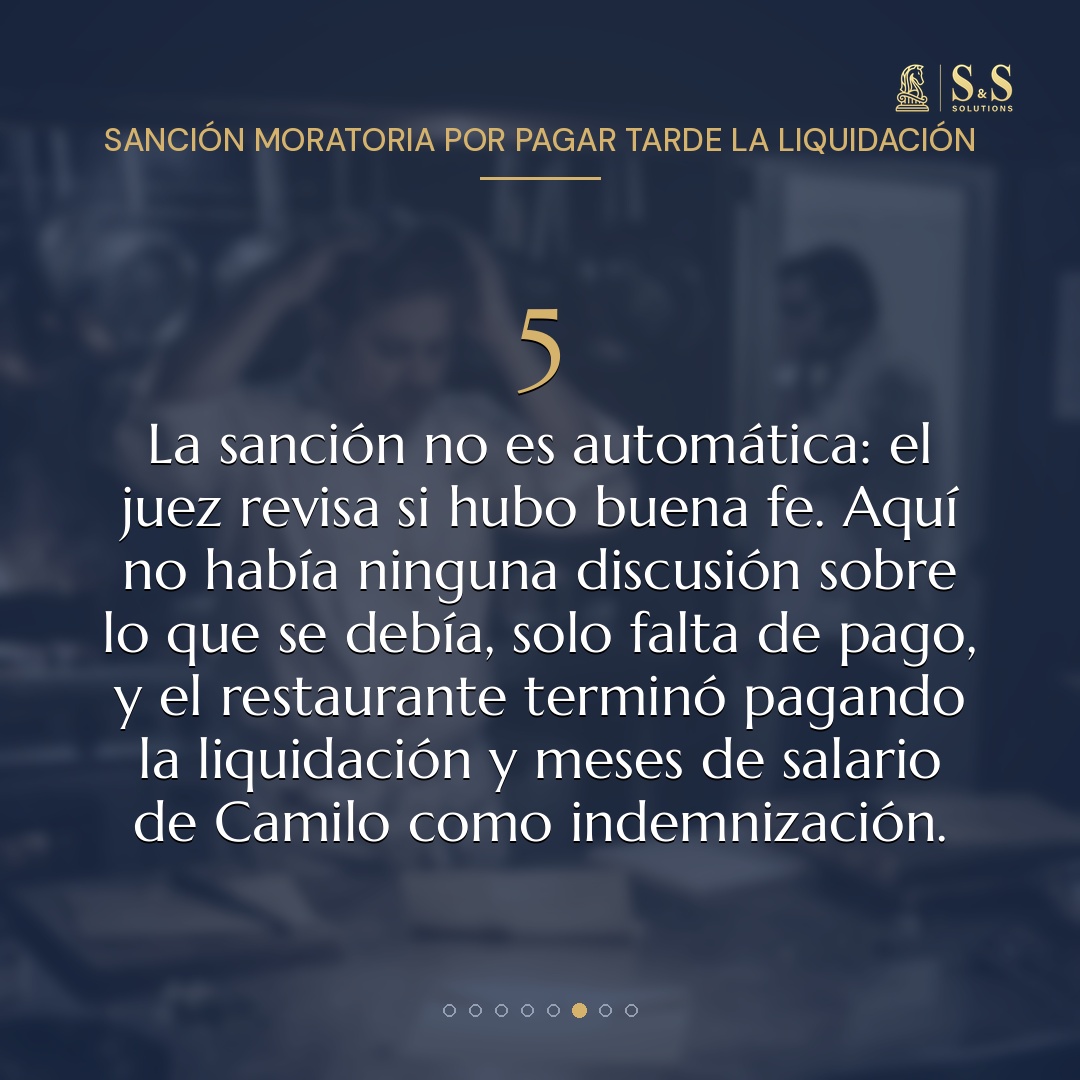 S&S
SOLUTIONS
SANCIÓN MORATORIA POR PAGAR TARDE LA LIQUIDACIÓN
5
La sanción no es automática: el
juez revisa si hubo buena fe. Aquí
no había ninguna discusión sobre
lo que se debía, solo falta de pago,
y el restaurante terminó pagando
la liquidación y meses de salario
de Camilo como indemnización.